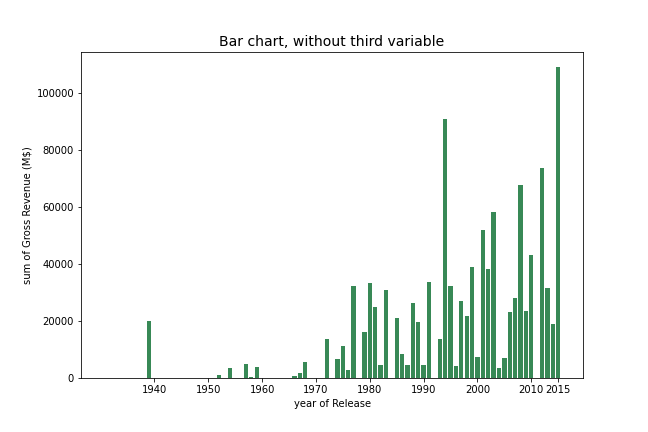 Bar chart, without third variable
sum of Gross Revenue (M$)
100000
80000
60000
40000
20000
0
1940 1950 1960 1970 1980 1990 2000 2010 2015
year of Release